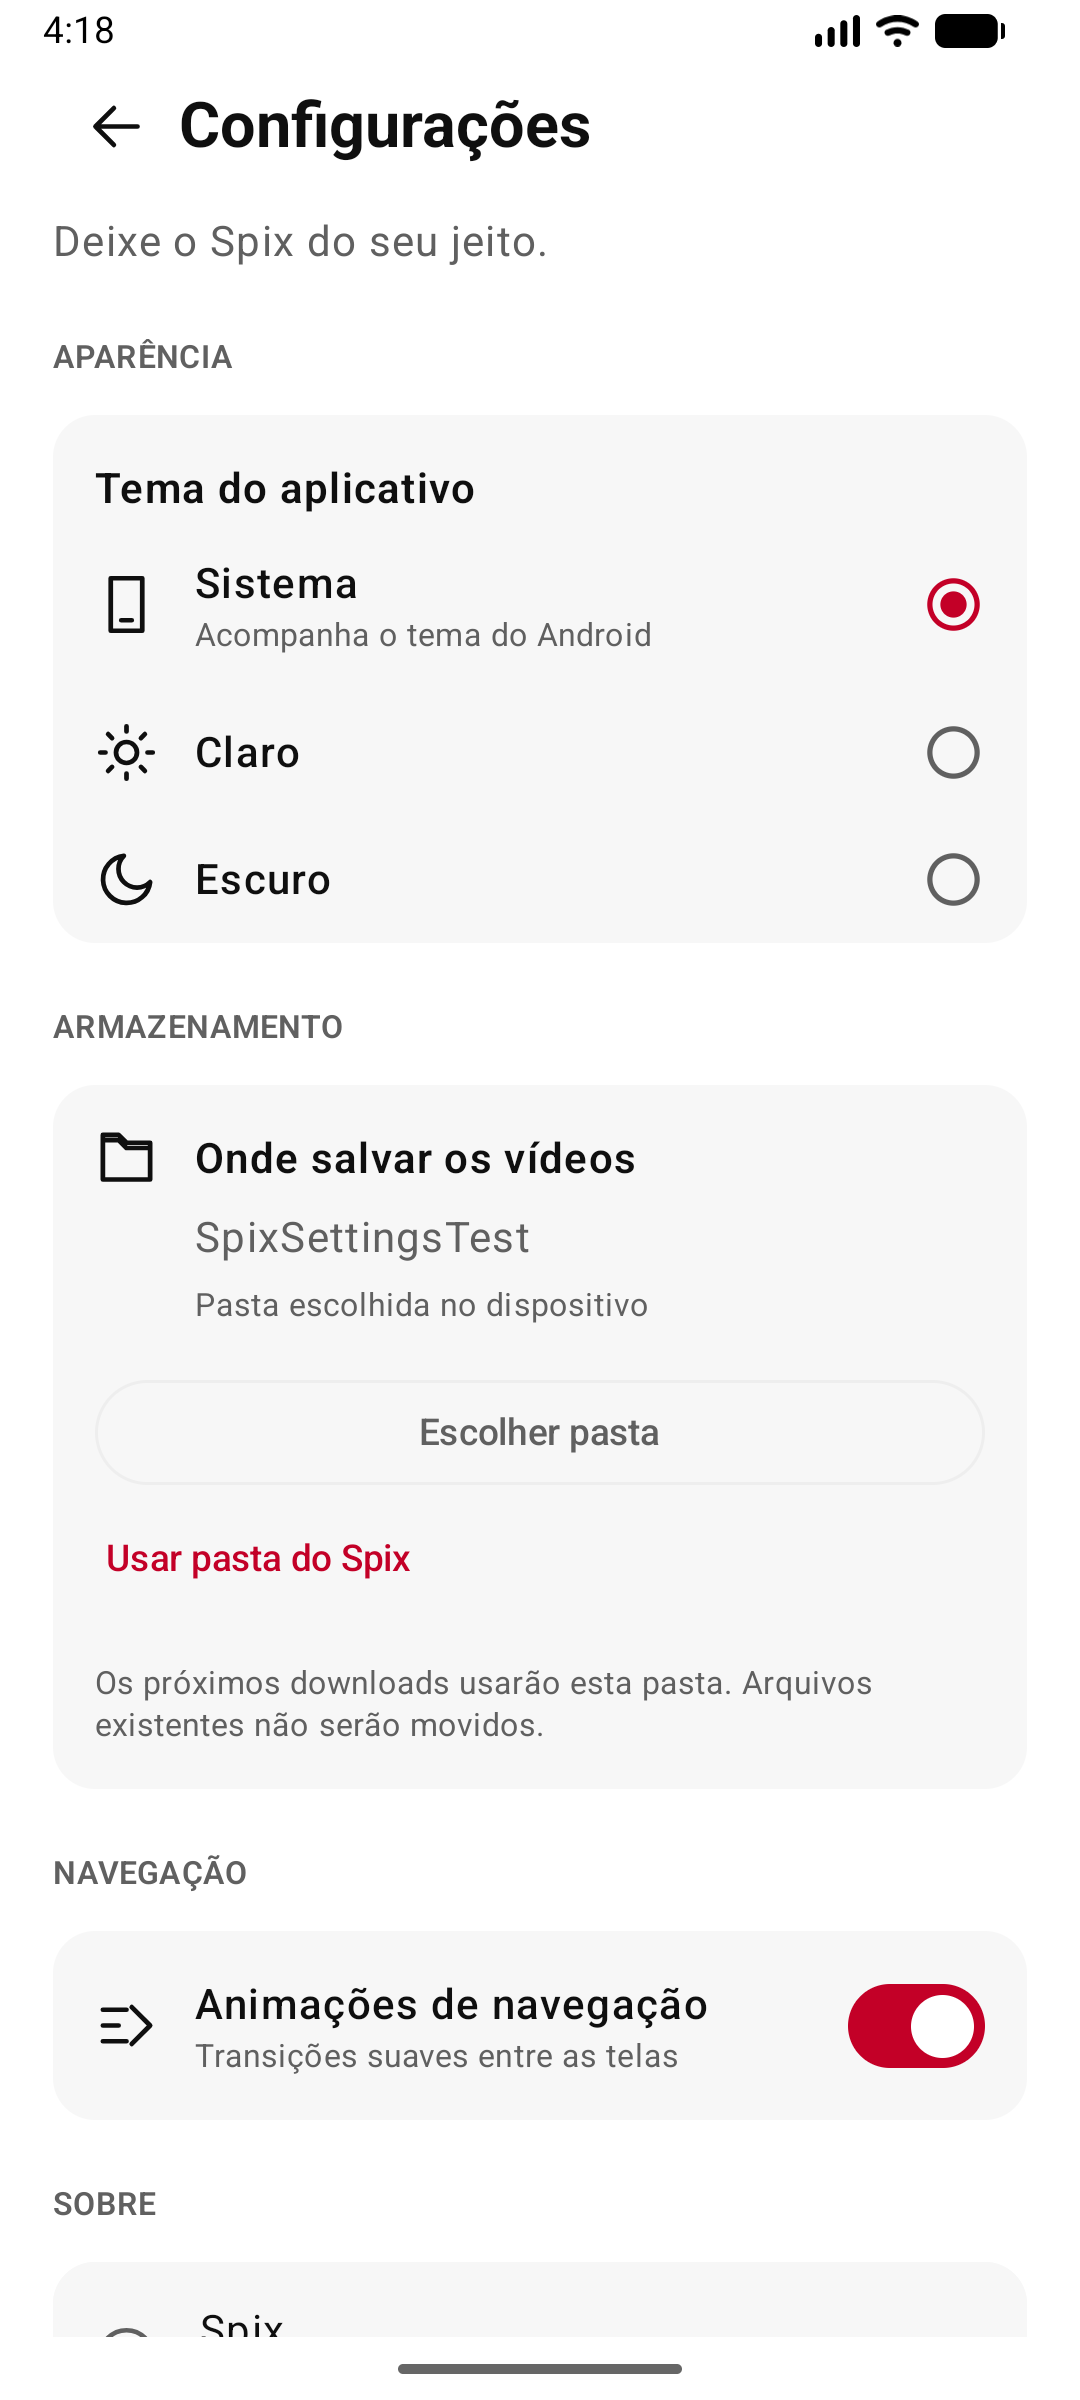 4:18
Configurações
Deixe o Spix do seu jeito.
APARÊNCIA
Tema do aplicativo
Sistema
Acompanha o tema do Android
Claro
Escuro
ARMAZENAMENTO
Onde salvar os vídeos
SpixSettingsTest
Pasta escolhida no dispositivo
Escolher pasta
Usar pasta do Spix
Os próximos downloads usarão esta pasta. Arquivos
existentes não serão movidos.
NAVEGAÇÃO
Animações de navegação
Transições suaves entre as telas
SOBRE
Spix